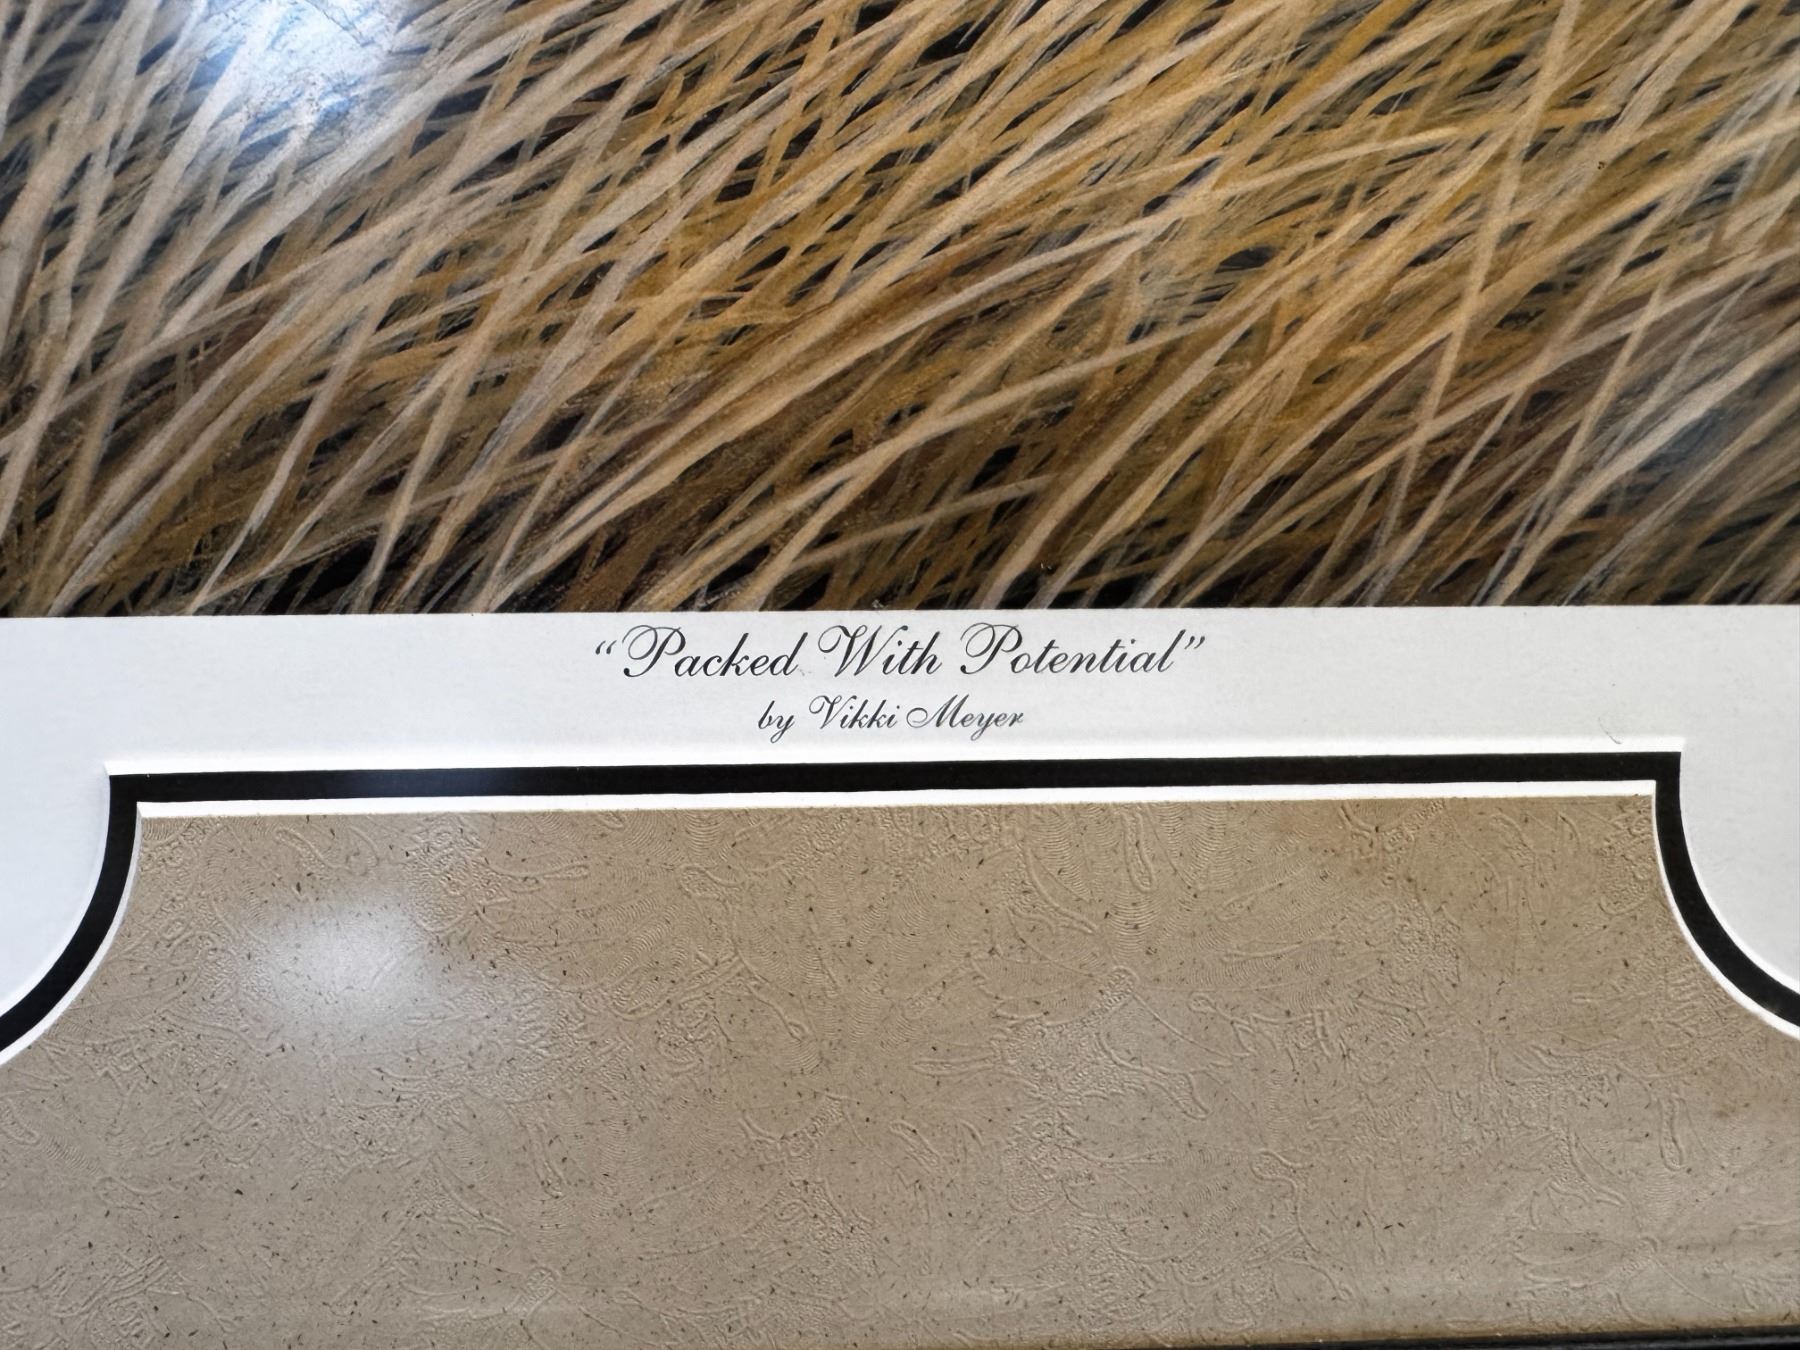 “Packed With Potential”
by Vikki Meyer